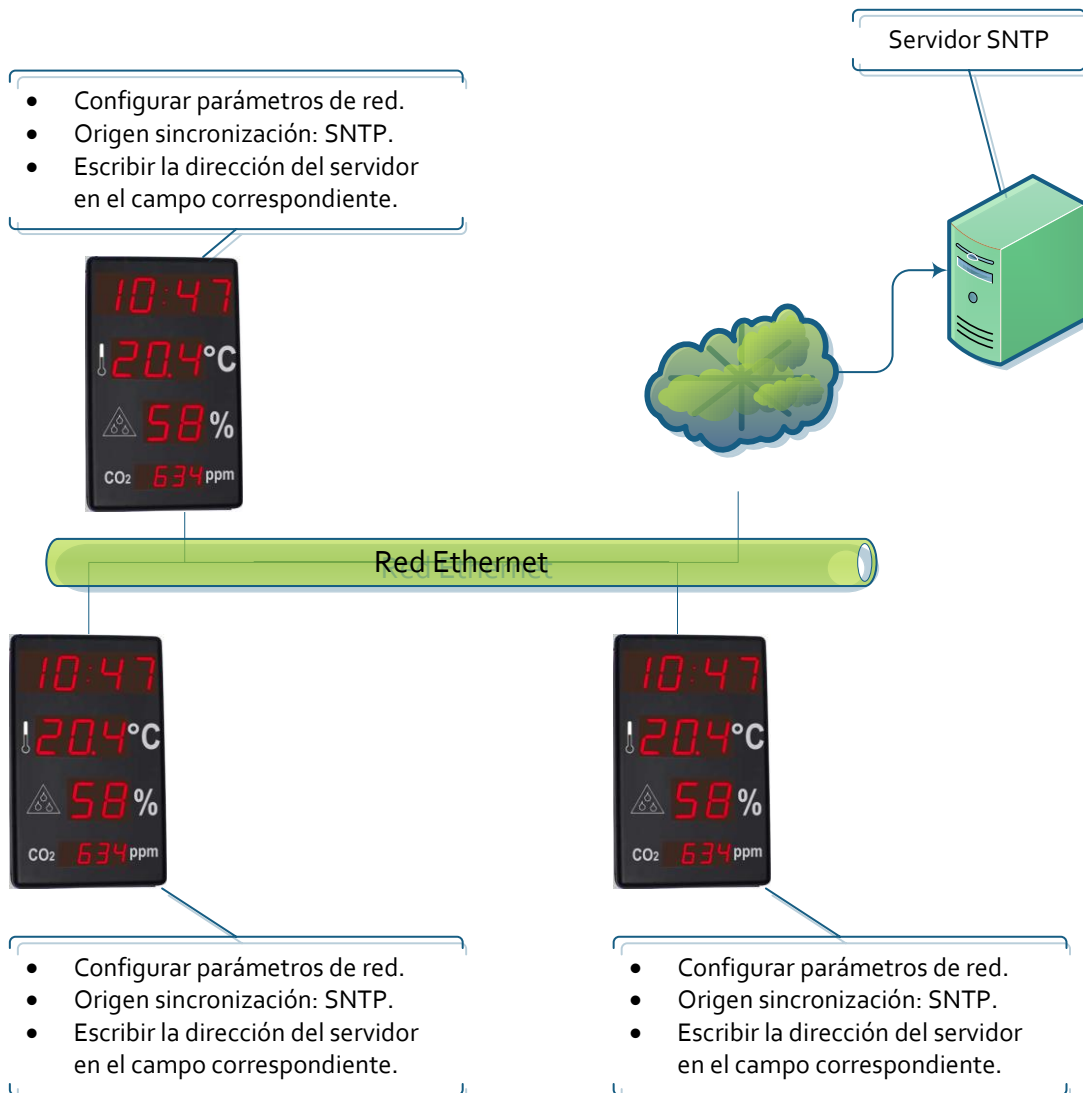 Servidor SNTP
• Configurar parámetros de red.
• Origen sincronización: SNTP.
• Escribir la dirección del servidor
en el campo correspondiente.
10:47
20.4°C
58%
CO2 634 ppm
Red Ethernet
10:47
20.4°C
58%
CO2 634 ppm
10:47
20.4°C
58%
CO2 634 ppm
• Configurar parámetros de red.
• Origen sincronización: SNTP.
• Escribir la dirección del servidor
en el campo correspondiente.
• Configurar parámetros de red.
• Origen sincronización: SNTP.
• Escribir la dirección del servidor
en el campo correspondiente.